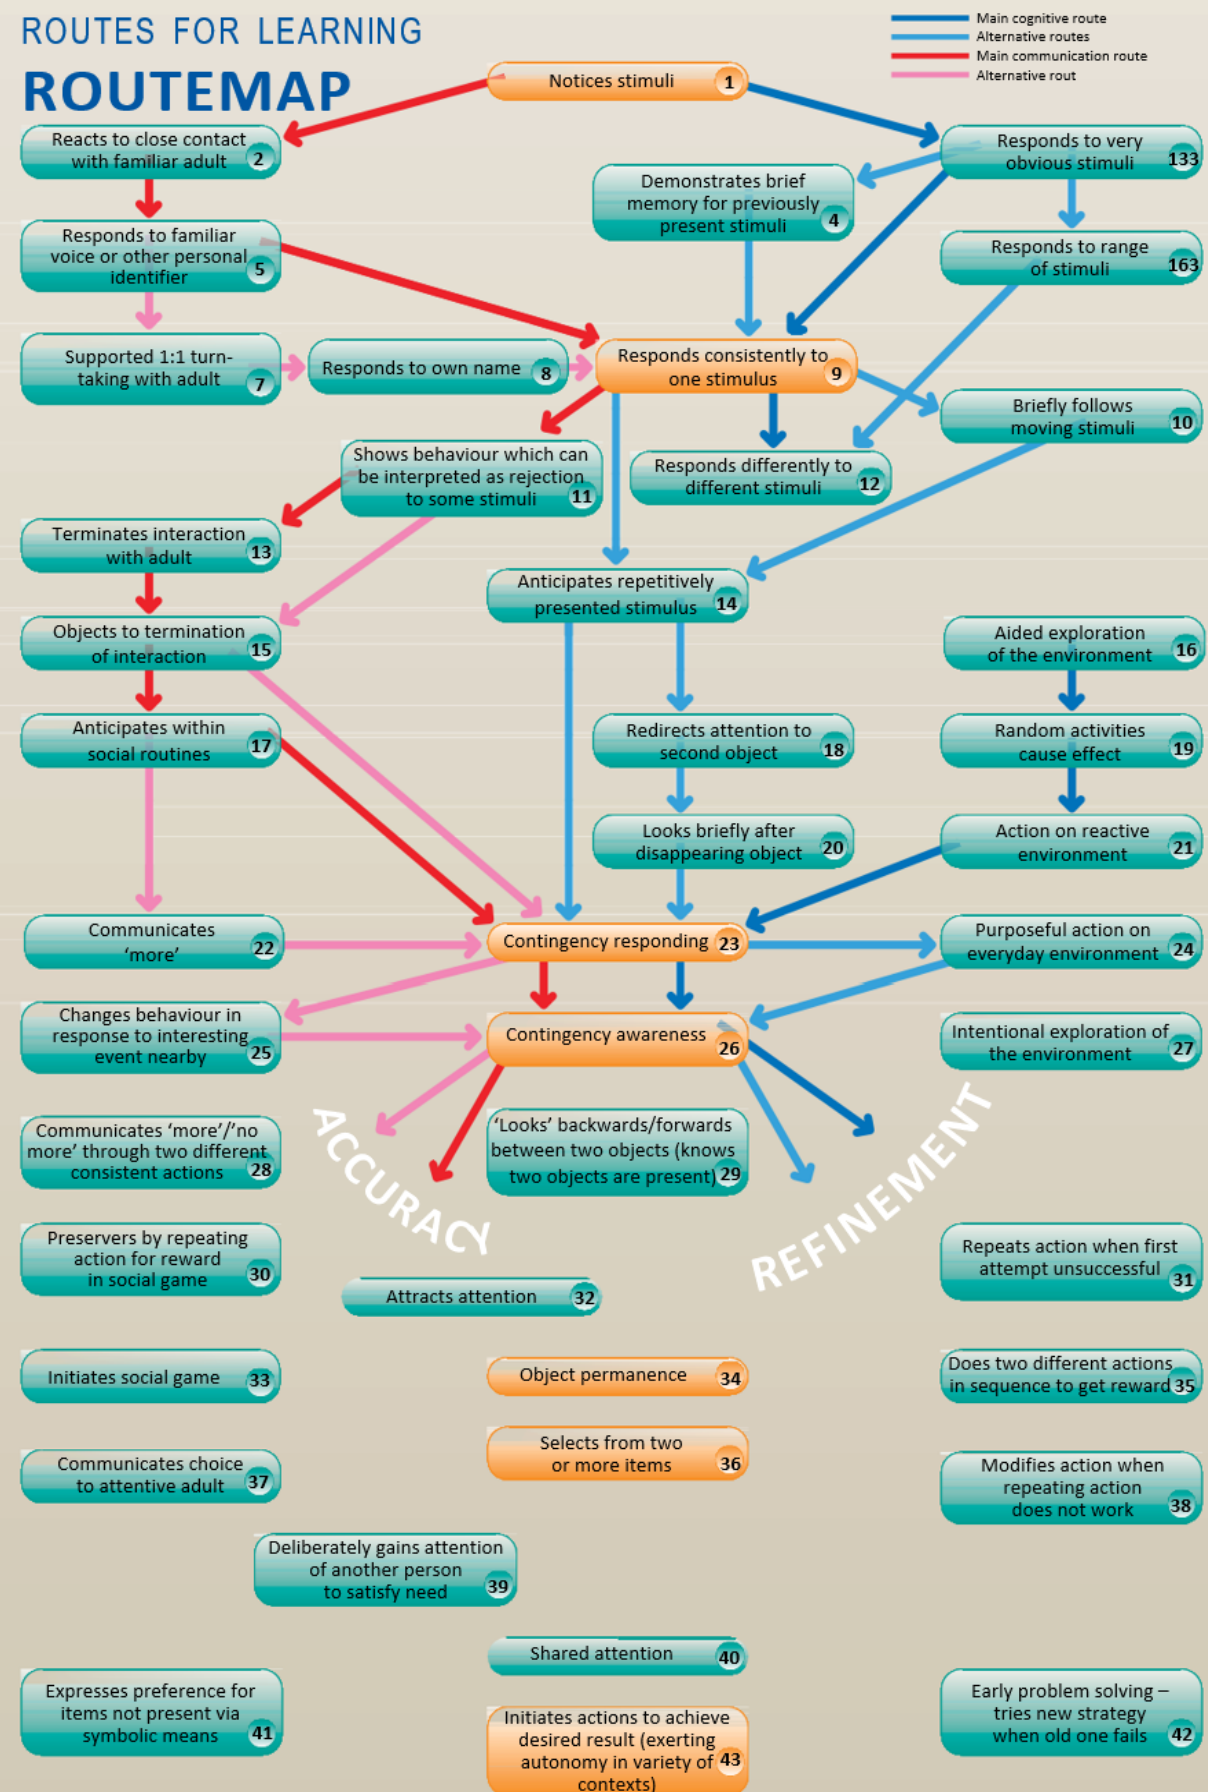 ROUTES FOR LEARNING
ROUTEMAP
Main cognitive route
Alternative routes
Main communication route
Alternative rout
Notices stimuli 1
Reacts to close contact
with familiar adult 2
Responds to very
obvious stimuli 133
Demonstrates brief
memory for previously
present stimuli 4
Responds to familiar
voice or other personal
identifier 5
Responds to range
of stimuli 163
Supported 1:1 turn-
taking with adult 7
Responds to own name 8
Responds consistently to
one stimulus 9
Briefly follows
moving stimuli 10
Shows behaviour which can
be interpreted as rejection
to some stimuli 11
Responds differently to
different stimuli 12
Terminates interaction
with adult 13
Anticipates repetitively
presented stimulus 14
Objects to termination
of interaction 15
Aided exploration
of the environment 16
Anticipates within
social routines 17
Redirects attention to
second object 18
Random activities
cause effect 19
Looks briefly after
disappearing object 20
Action on reactive
environment 21
Communicates
‘more’ 22
Contingency responding 23
Purposeful action on
everyday environment 24
Changes behaviour in
response to interesting
event nearby 25
Contingency awareness
26
Intentional exploration of
the environment 27
ACCURACY
REFINEMENT
Communicates ‘more’/’no
more’ through two different
consistent actions 28
‘Looks’ backwards/forwards
between two objects (knows
two objects are present) 29
Preservers by repeating
action for reward
in social game 30
Repeats action when first
attempt unsuccessful 31
Attracts attention 32
Initiates social game 33
Object permanence 34
Does two different actions
in sequence to get reward 35
Selects from two
or more items 36
Communicates choice
to attentive adult 37
Modifies action when
repeating action
does not work 38
Deliberately gains attention
of another person
to satisfy need 39
Shared attention 40
Expresses preference for
items not present via
symbolic means 41
Early problem solving –
tries new strategy
when old one fails 42
Initiates actions to achieve
desired result (exerting
autonomy in variety of 43
contexts)